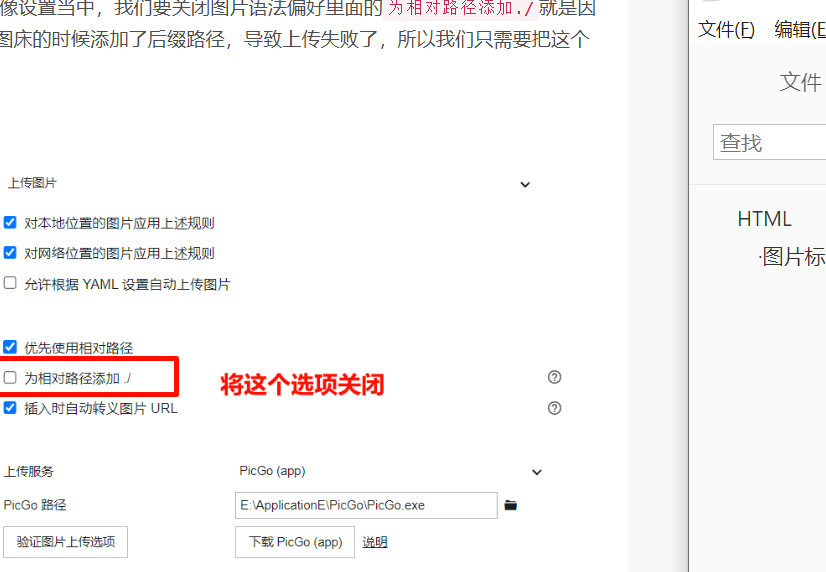 像设置当中，我们要关闭图片语法偏好里面的 为相对路径添加./ 就是因
图床的时候添加了后缀路径，导致上传失败了，所以我们只需要把这个
上传图片
对本地位置的图片应用上述规则
对网络位置的图片应用上述规则
允许根据 YAML 设置自动上传图片
优先使用相对路径
为相对路径添加 ./
将这个选项关闭
插入时自动转义图片 URL
上传服务
PicGo (app)
PicGo 路径
E:\ApplicationE\PicGo\PicGo.exe
验证图片上传选项
下载 PicGo (app)
说明
文件(F) 编辑(E
文件
查找
HTML
·图片标